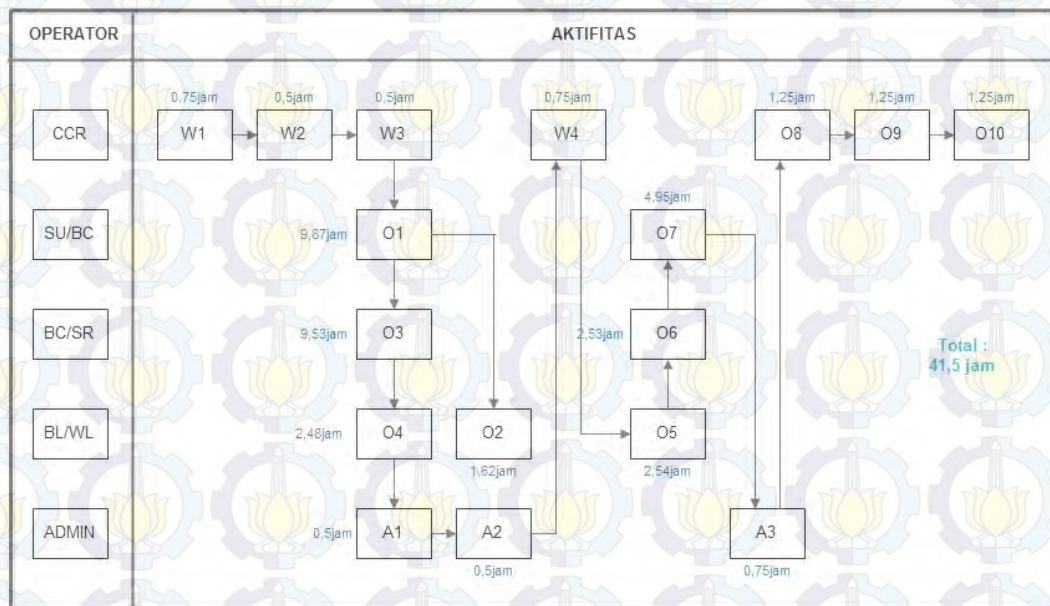 OPERATOR AKTIFITAS
0,75jam 0,5jam 0,5jam 0,75jam 1,25jam 1,25jam 1,25jam
CCR W1 W2 W3 W4 O8 O9 O10
4,95jam
SU/BC 9,87jam O1 O7
BC/SR 9,53jam O3 2,53jam O6
Total :
41,5 jam
BL/WL 2,48jam O4 O2 O5
1,62jam 2,54jam
ADMIN 0,5jam A1 A2 A3
0,5jam 0,75jam